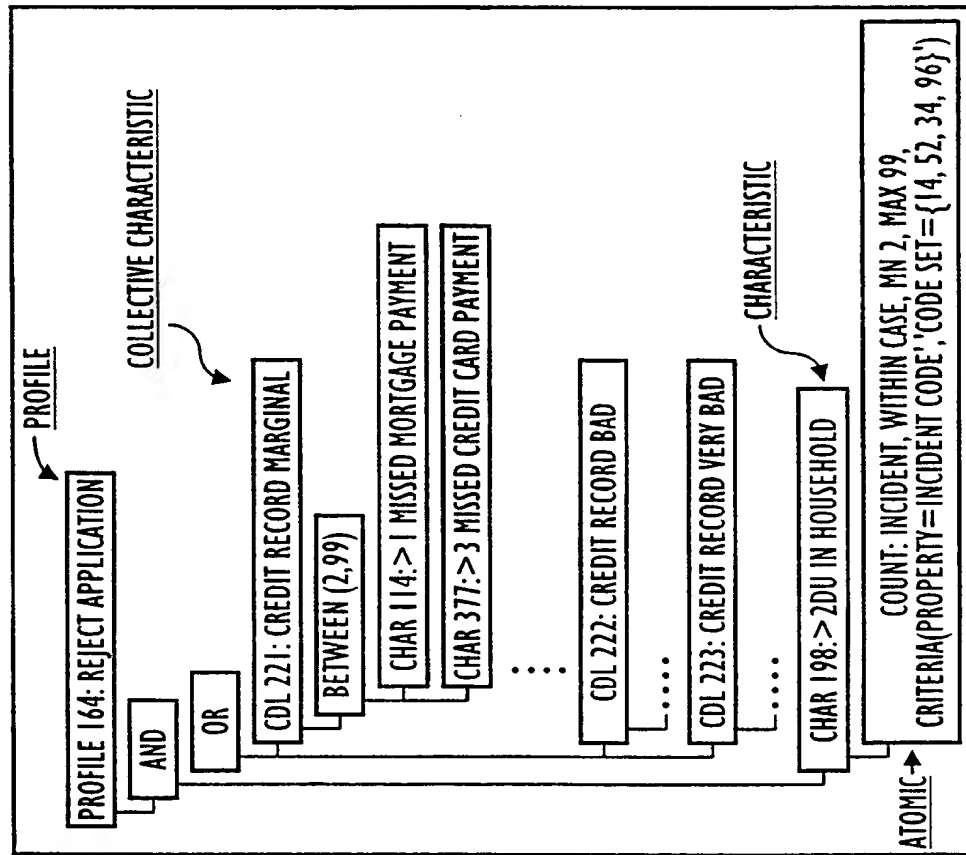 PROFILE
PROFILE 164: REJECT APPLICATION
AND
OR
COLLECTIVE CHARACTERISTIC
CDL 221: CREDIT RECORD MARGINAL
BETWEEN (2,99)
CHAR 114:>1 MISSED MORTGAGE PAYMENT
CHAR 377:>3 MISSED CREDIT CARD PAYMENT
.....
CDL 222: CREDIT RECORD BAD
.....
CDL 223: CREDIT RECORD VERY BAD
.....
CHARACTERISTIC
CHAR 198:>2DU IN HOUSEHOLD
ATOMIC
COUNT: INCIDENT, WITHIN CASE, MN 2, MAX 99,
CRITERIA(PROPERTY=INCIDENT CODE','CODE SET={14, 52, 34, 96}')